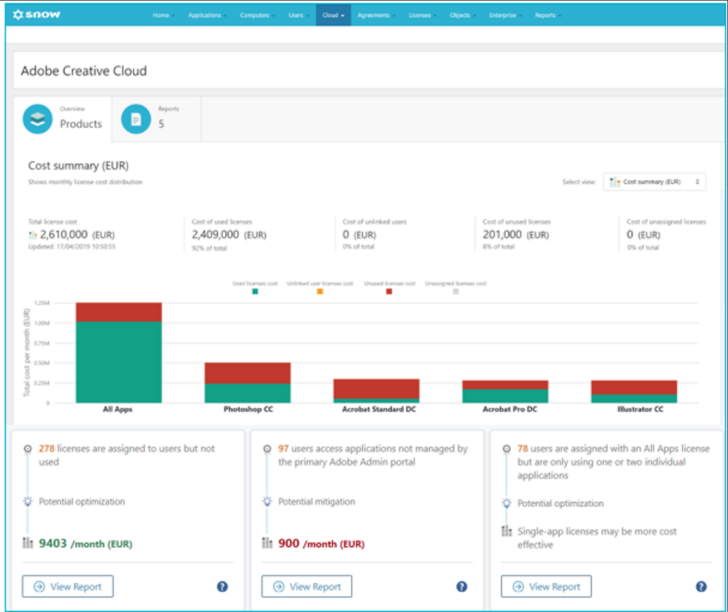 snow
Home Applications Computers Users Cloud Agreements Licenses Objects Enterprise Reports
Adobe Creative Cloud
Overview
Products
Reports
5
Cost summary (EUR)
Shows monthly license cost distribution
Select view: Cost summary (EUR)
Total license cost
2,610,000 (EUR)
Updated: 17/04/2019 10:50:55
Cost of used licenses
2,409,000 (EUR)
92% of total
Cost of unlinked users
0 (EUR)
0% of total
Cost of unused licenses
201,000 (EUR)
8% of total
Cost of unassigned licenses
0 (EUR)
0% of total
Used licenses cost Unlinked user licenses cost Unused licenses cost Unassigned licenses cost
Total cost per month (EUR)
1.25M
1.00M
0.75M
0.50M
0.25M
0
All Apps Photoshop CC Acrobat Standard DC Acrobat Pro DC Illustrator CC
278 licenses are assigned to users but not
used
Potential optimization
9403 /month (EUR)
View Report ?
97 users access applications not managed by
the primary Adobe Admin portal
Potential mitigation
900 /month (EUR)
View Report ?
78 users are assigned with an All Apps license
but are only using one or two individual
applications
Potential optimization
Single-app licenses may be more cost
effective
View Report ?